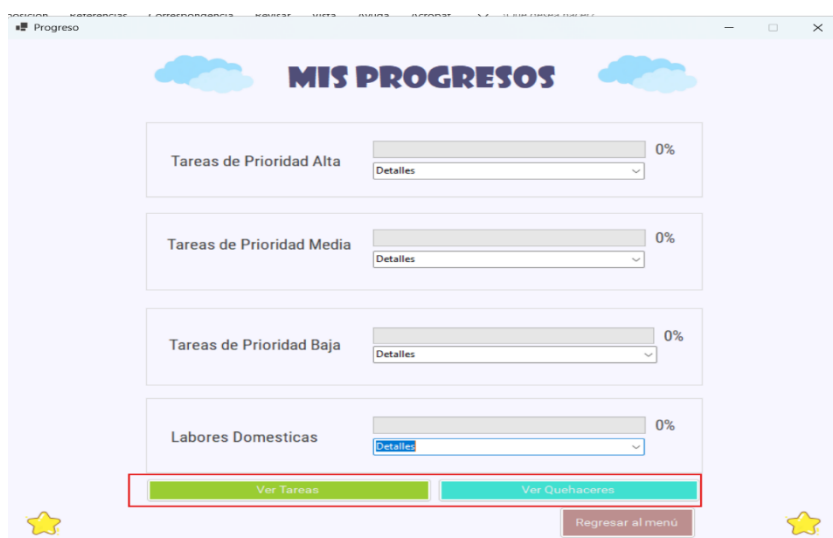 Progreso
MIS PROGRESOS
0%
Tareas de Prioridad Alta
Detalles
0%
Tareas de Prioridad Media
Detalles
0%
Tareas de Prioridad Baja
Detalles
0%
Labores Domesticas
Detalles
Ver Tareas Ver Quehaceres
Regresar al menú